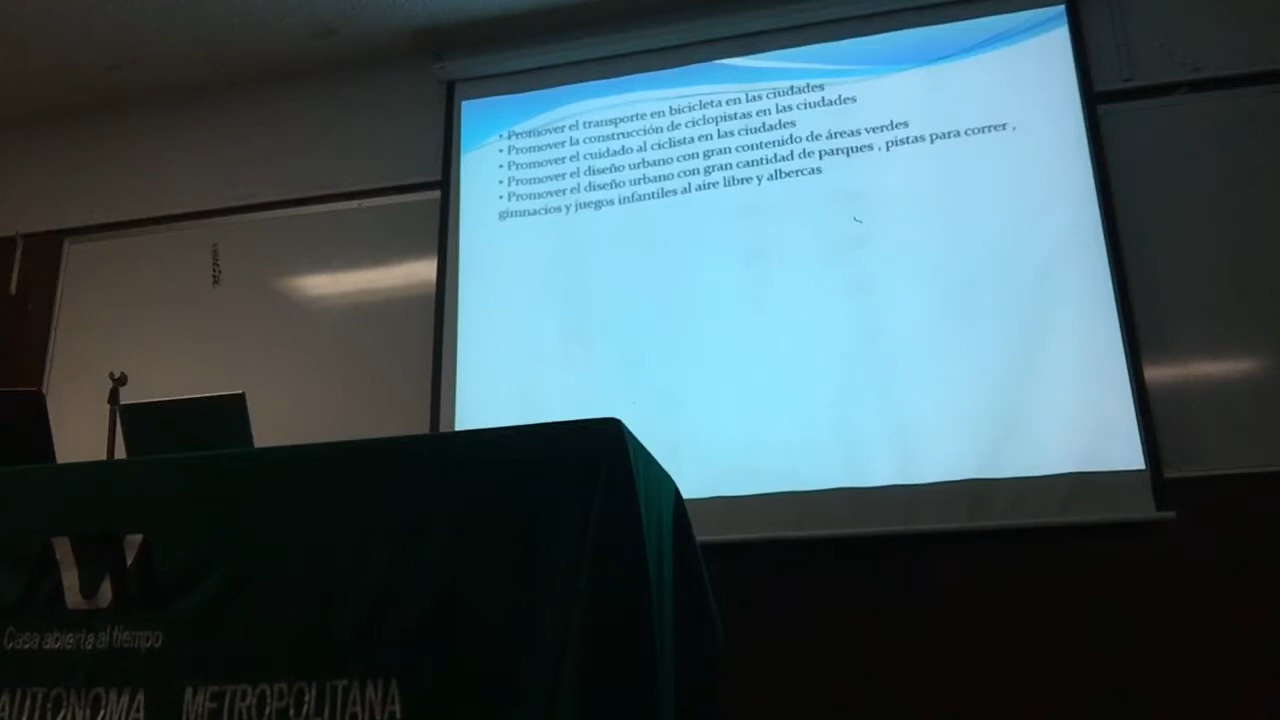 • Promover el transporte en bicicleta en las ciudades
• Promover la construcción de ciclopistas en las ciudades
• Promover el cuidado al ciclista en las ciudades
• Promover el diseño urbano con gran contenido de áreas verdes
• Promover el diseño urbano con gran cantidad de parques , pistas para correr ,
gimnacios y juegos infantiles al aire libre y albercas
Casa abierta al tiempo
AUTONOMA METROPOLITANA